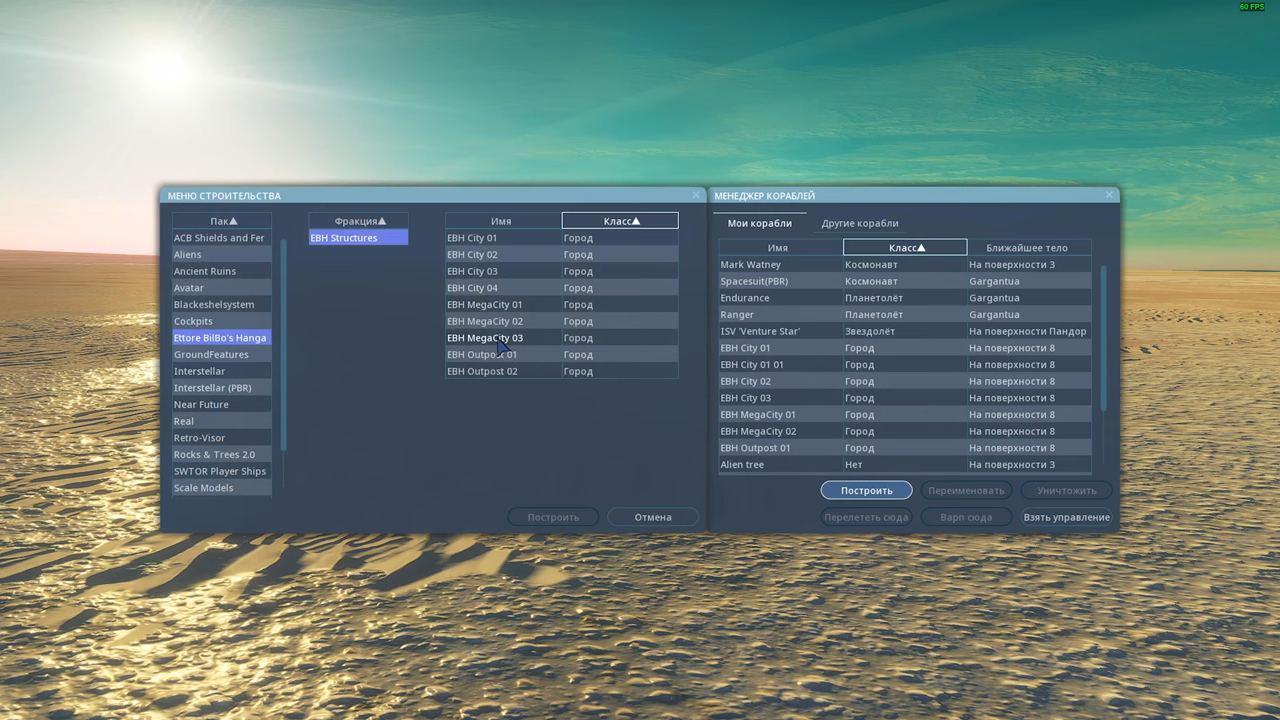 60 FPS
МЕНЮ СТРОИТЕЛЬСТВА
Пак▲
ACB Shields and Fer
Aliens
Ancient Ruins
Avatar
Blackeshelsystem
Cockpits
Ettore BilBo's Hanga
GroundFeatures
Interstellar
Interstellar (PBR)
Near Future
Real
Retro-Visor
Rocks & Trees 2.0
SWTOR Player Ships
Scale Models
Фракция▲
EBH Structures
Имя Класс▲
EBH City 01 Город
EBH City 02 Город
EBH City 03 Город
EBH City 04 Город
EBH MegaCity 01 Город
EBH MegaCity 02 Город
EBH MegaCity 03 Город
EBH Outpost 01 Город
EBH Outpost 02 Город
Построить Отмена
МЕНЕДЖЕР КОРАБЛЕЙ
Мои корабли Другие корабли
Имя Класс▲ Ближайшее тело
Mark Watney Космонавт На поверхности 3
Spacesuit(PBR) Космонавт Gargantua
Endurance Планетолёт Gargantua
Ranger Планетолёт Gargantua
ISV 'Venture Star' Звездолёт На поверхности Пандор
EBH City 01 Город На поверхности 8
EBH City 01 01 Город На поверхности 8
EBH City 02 Город На поверхности 8
EBH City 03 Город На поверхности 8
EBH MegaCity 01 Город На поверхности 8
EBH MegaCity 02 Город На поверхности 8
EBH Outpost 01 Город На поверхности 8
Alien tree Нет На поверхности 3
Построить Переименовать Уничтожить
Перелететь сюда Варп сюда Взять управление